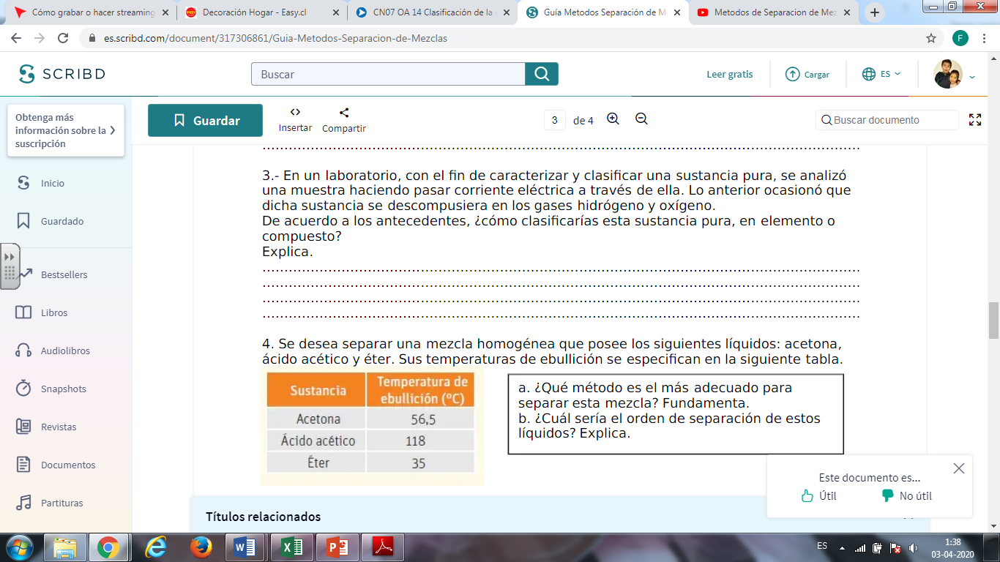 Cómo grabar o hacer streaming
Decoración Hogar - Easy.cl
CN07 OA 14 Clasificación de la
Guía Metodos Separación de M
Metodos de Separacion de Mez
es.scribd.com/document/317306861/Guia-Metodos-Separacion-de-Mezclas
F
SCRIBD
Buscar
Leer gratis
Cargar
ES
Obtenga más
información sobre la
suscripción
Guardar
Insertar
Compartir
3 de 4
Buscar documento
Inicio
Guardado
Bestsellers
Libros
Audiolibros
Snapshots
Revistas
Documentos
Partituras
3.- En un laboratorio, con el fin de caracterizar y clasificar una sustancia pura, se analizó
una muestra haciendo pasar corriente eléctrica a través de ella. Lo anterior ocasionó que
dicha sustancia se descompusiera en los gases hidrógeno y oxígeno.
De acuerdo a los antecedentes, ¿cómo clasificarías esta sustancia pura, en elemento o
compuesto?
Explica.
4. Se desea separar una mezcla homogénea que posee los siguientes líquidos: acetona,
ácido acético y éter. Sus temperaturas de ebullición se especifican en la siguiente tabla.
Sustancia
Temperatura de
ebullición (ºC)
Acetona 56,5
Ácido acético 118
Éter 35
a. ¿Qué método es el más adecuado para
separar esta mezcla? Fundamenta.
b. ¿Cuál sería el orden de separación de estos
líquidos? Explica.
Este documento es...
Útil
No útil
Títulos relacionados
ES
1:38
03-04-2020